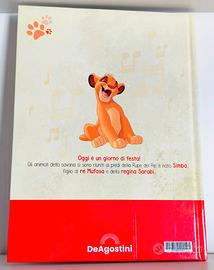 Oggi è un giorno di festa!
Gli animali della savana si sono riuniti ai piedi della Rupe dei Re: è nato Simba,
figlio di re Mufasa e della regina Sarabi.
DeAGOSTINI